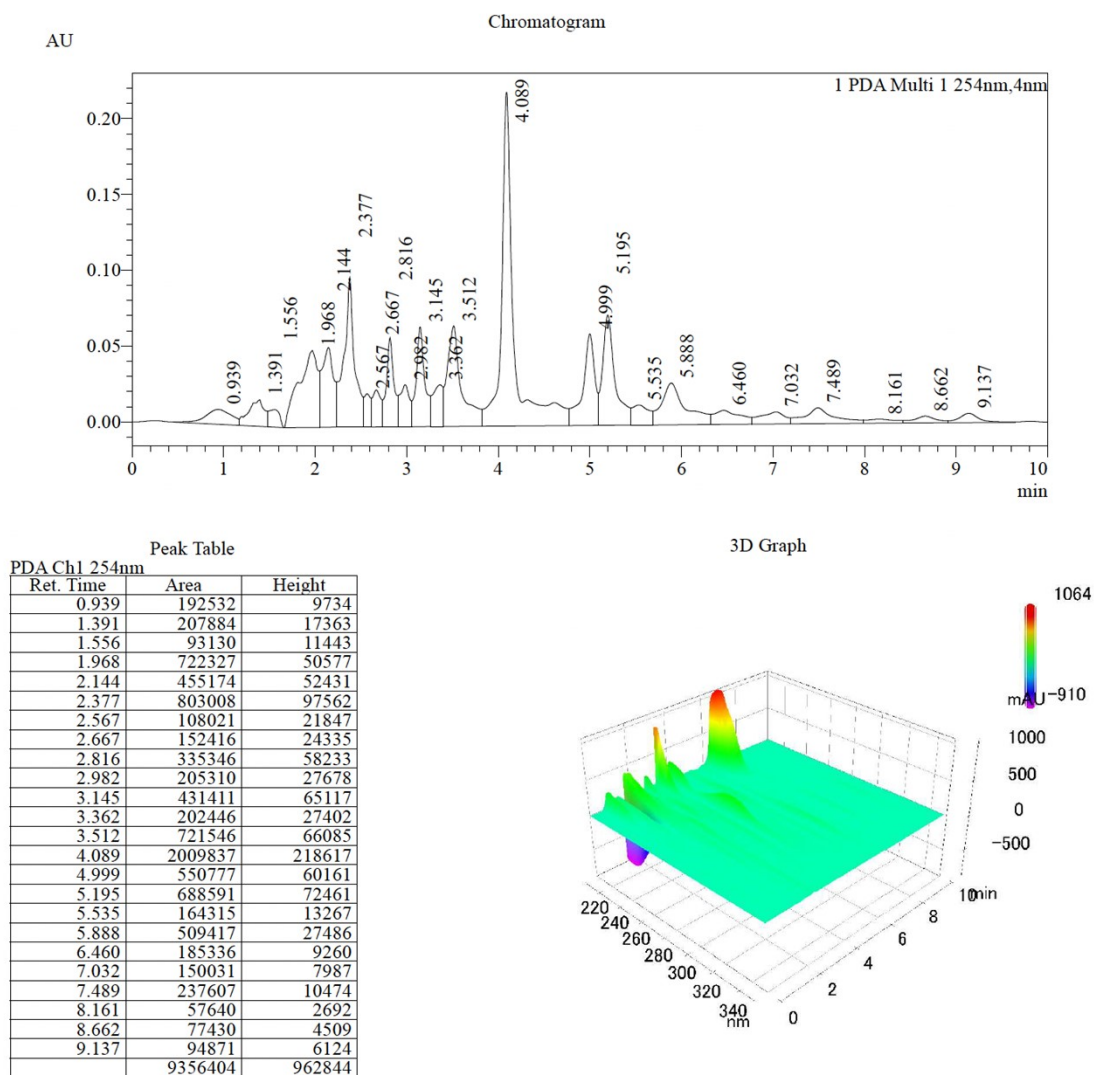 Chromatogram
AU
1 PDA Multi 1 254nm,4nm
0.20
0.15
0.10
0.05
0.00
0.939
1.391
1.556
1.968
2.144
2.377
2.567
2.667
2.816
2.982
3.145
3.362
3.512
4.089
4.999
5.195
5.535
5.888
6.460
7.032
7.489
8.161
8.662
9.137
0 1 2 3 4 5 6 7 8 9 10
min
Peak Table
PDA Ch1 254nm
Ret. Time Area Height
0.939 192532 9734
1.391 207884 17363
1.556 93130 11443
1.968 722327 50577
2.144 455174 52431
2.377 803008 97562
2.567 108021 21847
2.667 152416 24335
2.816 335346 58233
2.982 205310 27678
3.145 431411 65117
3.362 202446 27402
3.512 721546 66085
4.089 2009837 218617
4.999 550777 60161
5.195 688591 72461
5.535 164315 13267
5.888 509417 27486
6.460 185336 9260
7.032 150031 7987
7.489 237607 10474
8.161 57640 2692
8.662 77430 4509
9.137 94871 6124
9356404 962844
3D Graph
1064
-910
mAU
1000
500
0
-500
220
240
260
280
300
320
340
nm
0
2
4
6
8
10
min